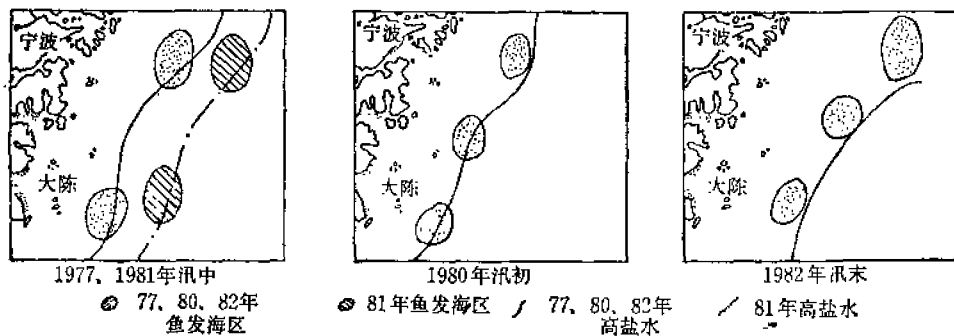 宁波
大陈
宁波
大陈
宁波
大陈
1977、1981年汛中
1980年汛初
1982年汛末
77、80、82年
鱼发海区
81年鱼发海区
77、80、82年
高盐水
81年高盐水